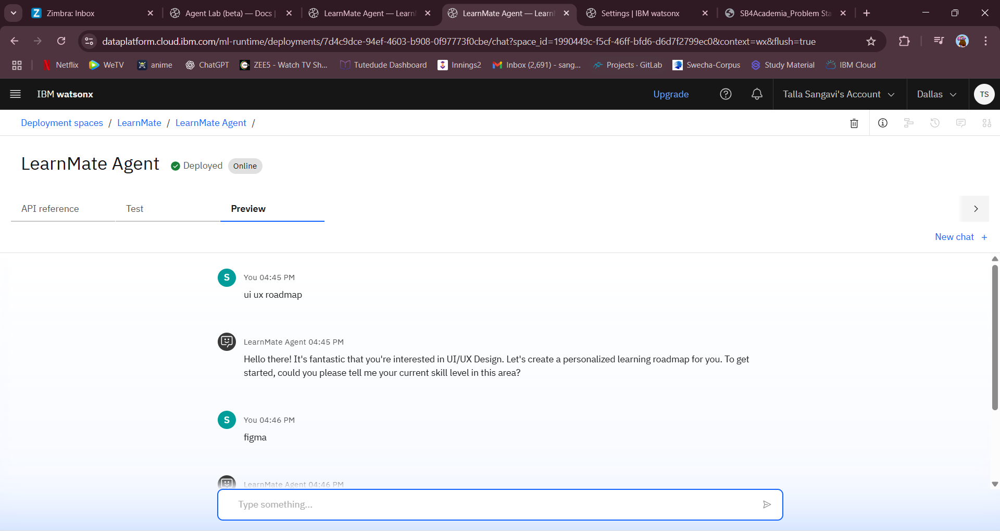 Zimbra: Inbox
Agent Lab (beta) — Docs |
LearnMate Agent — Learn
LearnMate Agent — Learn
Settings | IBM watsonx
SB4Academia_Problem Sta
dataplatform.cloud.ibm.com/ml-runtime/deployments/7d4c9dce-94ef-4603-b908-0f97773f0cbe/chat?space_id=1990449c-f5cf-46ff-bfd6-d6d7f2799ec0&context=wx&flush=true
Netflix
WeTV
anime
ChatGPT
ZEE5 - Watch TV Sh...
Tutedude Dashboard
Innings2
Inbox (2,691) - sang...
Projects · GitLab
Swecha-Corpus
Study Material
IBM Cloud
IBM watsonx
Upgrade
Talla Sangavi's Account
Dallas
TS
Deployment spaces / LearnMate / LearnMate Agent /
LearnMate Agent
Deployed
Online
API reference
Test
Preview
New chat +
S
You 04:45 PM
ui ux roadmap
LearnMate Agent 04:45 PM
Hello there! It's fantastic that you're interested in UI/UX Design. Let's create a personalized learning roadmap for you. To get
started, could you please tell me your current skill level in this area?
S
You 04:46 PM
figma
LearnMate Agent 04:46 PM
Type something...